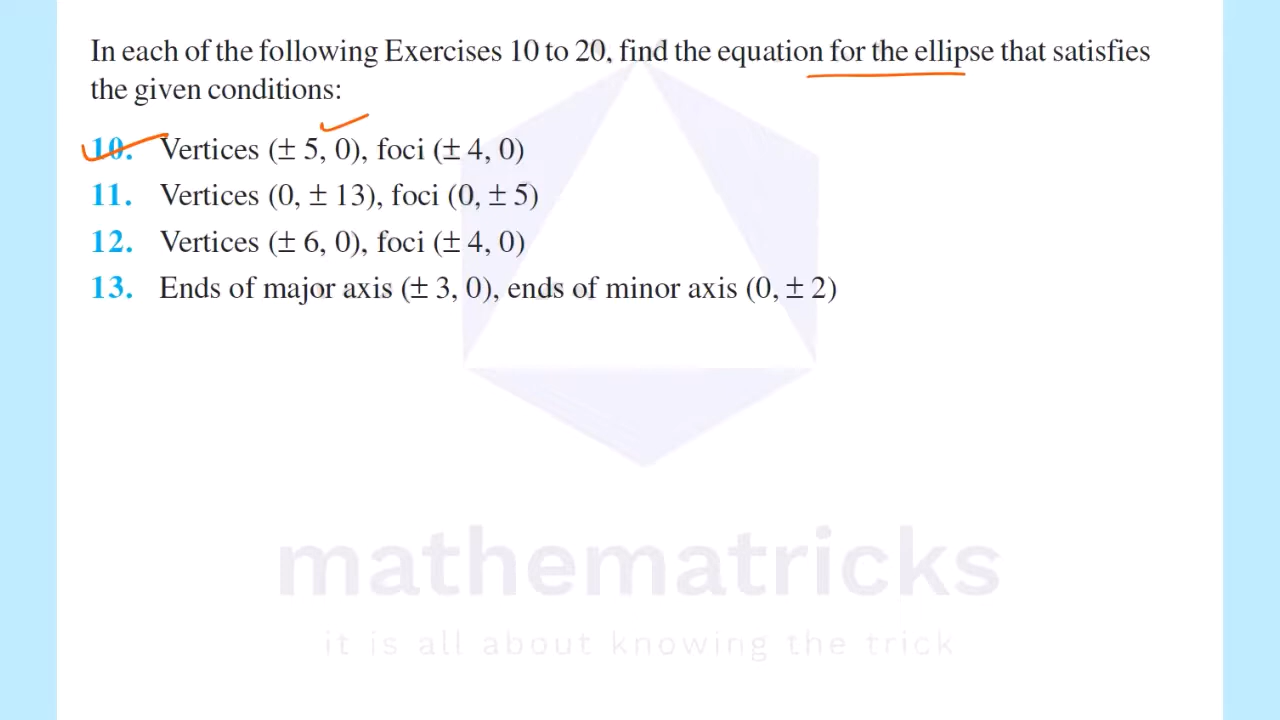 In each of the following Exercises 10 to 20, find the equation for the ellipse that satisfies
the given conditions:
10. Vertices (± 5, 0), foci (± 4, 0)
11. Vertices (0, ± 13), foci (0, ± 5)
12. Vertices (± 6, 0), foci (± 4, 0)
13. Ends of major axis (± 3, 0), ends of minor axis (0, ± 2)
mathematricks
it is all about knowing the trick